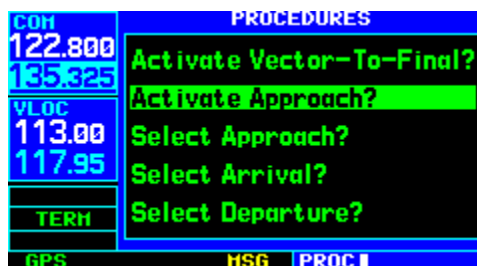 COM
122.800
135.325
VLOC
113.00
117.95
TERM
GPS
PROCEDURES
Activate Vector-To-Final?
Activate Approach?
Select Approach?
Select Arrival?
Select Departure?
MSG
PROC